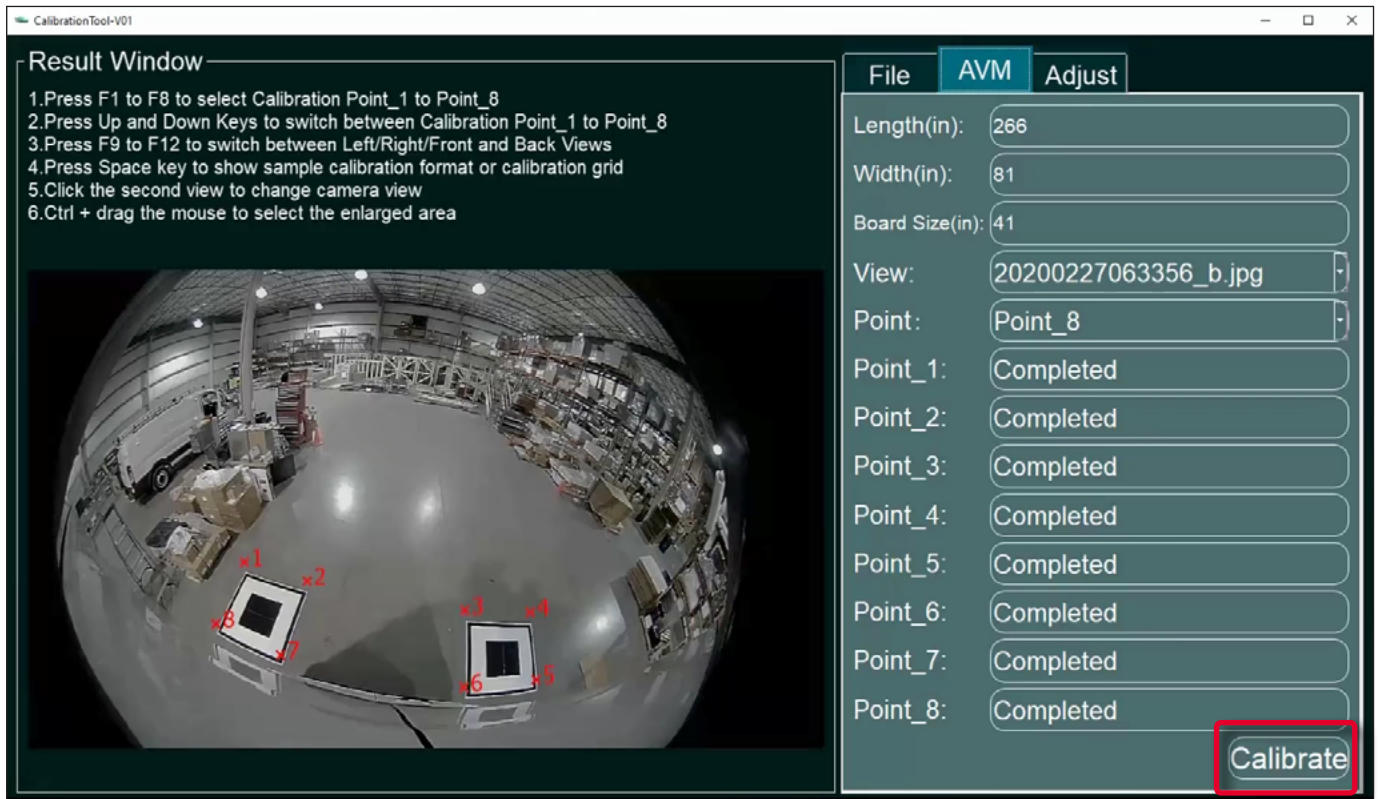 CalibrationTool-V01
Result Window
1.Press F1 to F8 to select Calibration Point_1 to Point_8
2.Press Up and Down Keys to switch between Calibration Point_1 to Point_8
3.Press F9 to F12 to switch between Left/Right/Front and Back Views
4.Press Space key to show sample calibration format or calibration grid
5.Click the second view to change camera view
6.Ctrl + drag the mouse to select the enlarged area
1
2
3
4
8
7
6
5
File AVM Adjust
Length(in): 266
Width(in): 81
Board Size(in): 41
View: 20200227063356_b.jpg
Point: Point_8
Point_1: Completed
Point_2: Completed
Point_3: Completed
Point_4: Completed
Point_5: Completed
Point_6: Completed
Point_7: Completed
Point_8: Completed
Calibrate